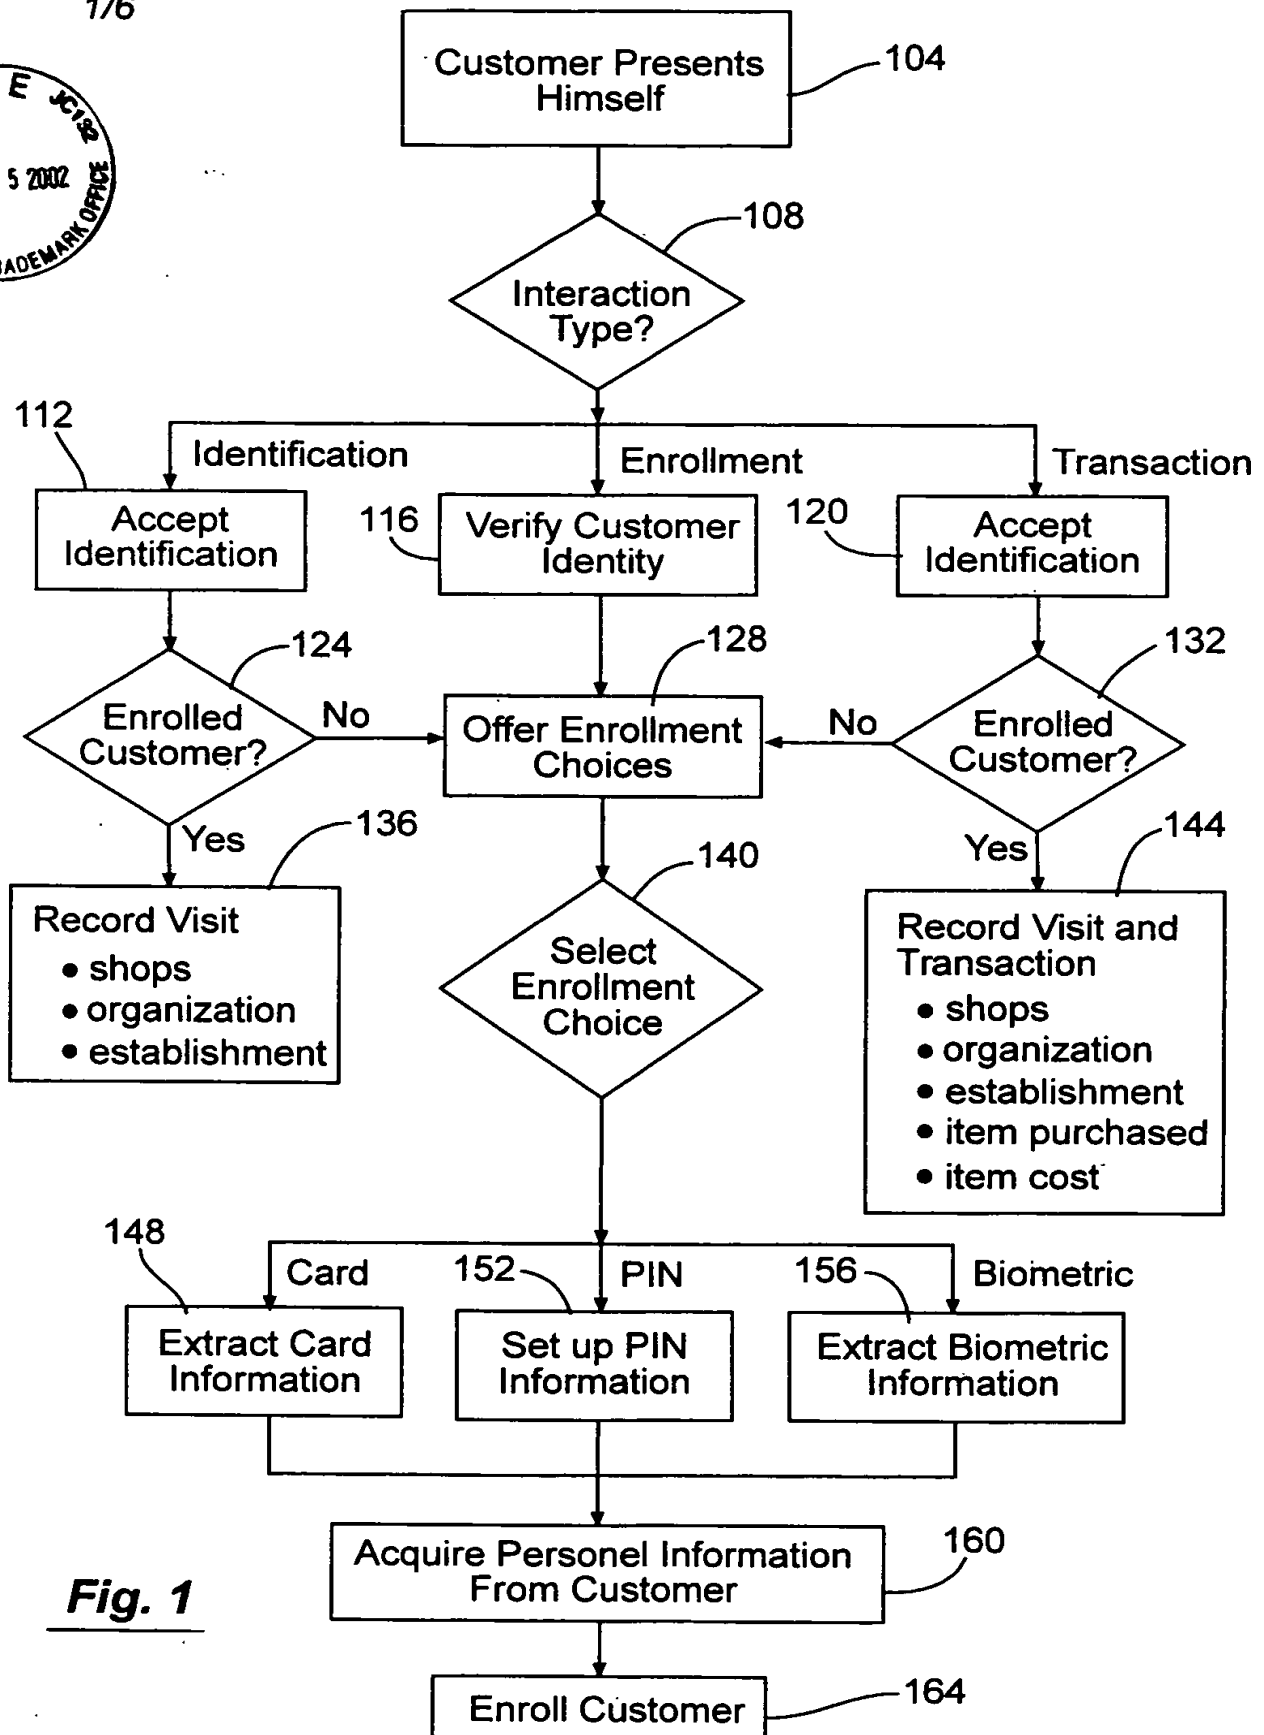 1/6
E JC132
5 2002
TRADEMARK OFFICE
Customer Presents
Himself
104
108
Interaction
Type?
112
Identification
Enrollment
Transaction
Accept
Identification
116
Verify Customer
Identity
120
Accept
Identification
124
128
132
Enrolled
Customer?
No
Offer Enrollment
Choices
No
Enrolled
Customer?
Yes
136
140
Yes
144
Record Visit
• shops
• organization
• establishment
Select
Enrollment
Choice
Record Visit and
Transaction
• shops
• organization
• establishment
• item purchased
• item cost
148
Card
152
PIN
156
Biometric
Extract Card
Information
Set up PIN
Information
Extract Biometric
Information
Acquire Personel Information
From Customer
160
Fig. 1
Enroll Customer
164